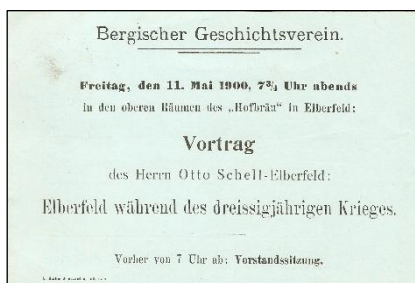 Bergischer Geschichtsverein.
Freitag, den 11. Mai 1900, 7¾ Uhr abends
in den oberen Räumen des „Hofbräu“ in Elberfeld:
Vortrag
des Herrn Otto Schell-Elberfeld:
Elberfeld während des dreissigjährigen Krieges.
Vorher von 7 Uhr ab: Vorstandssitzung.